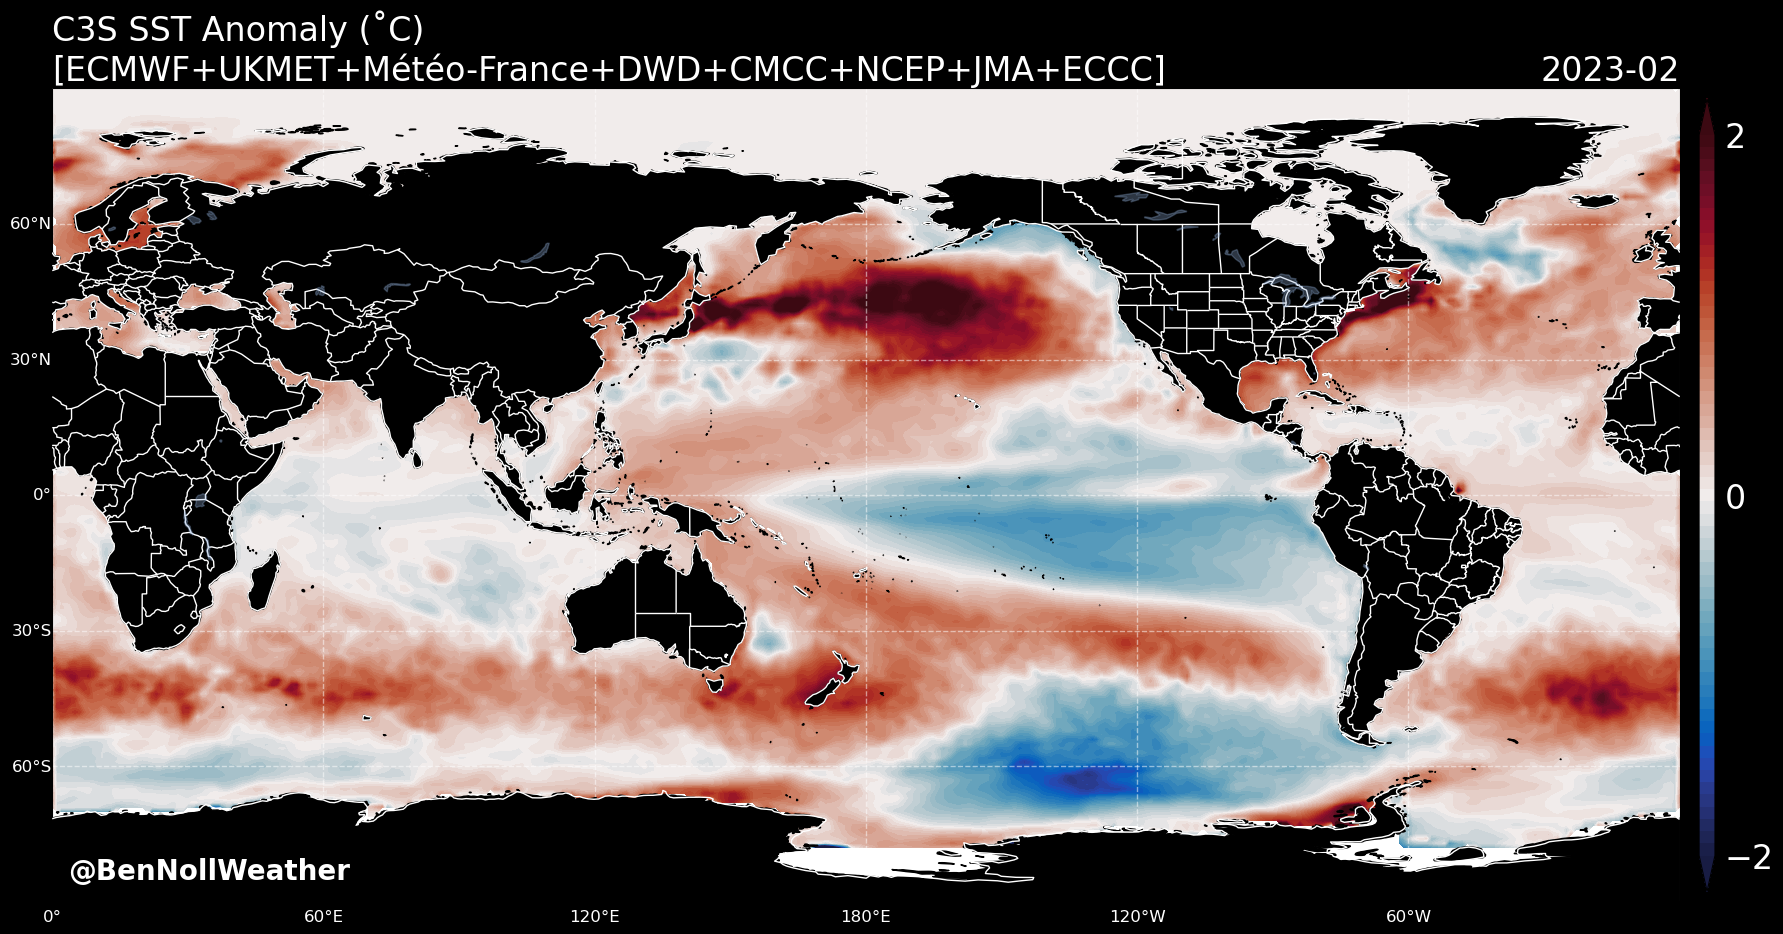 C3S SST Anomaly (˚C)
[ECMWF+UKMET+Météo-France+DWD+CMCC+NCEP+JMA+ECCC]
2023-02
2
60°N
30°N
0°
0
30°S
60°S
−2
@BenNollWeather
0°
60°E
120°E
180°E
120°W
60°W